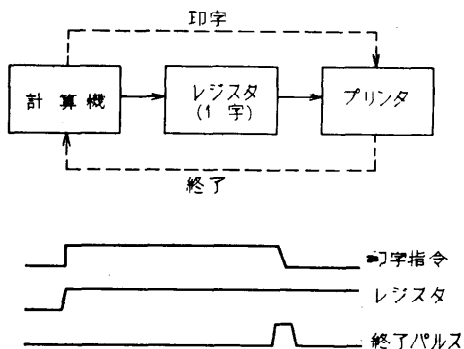 印字
計算機
レジスタ
(1字)
プリンタ
終了
印字指令
レジスタ
終了パルス